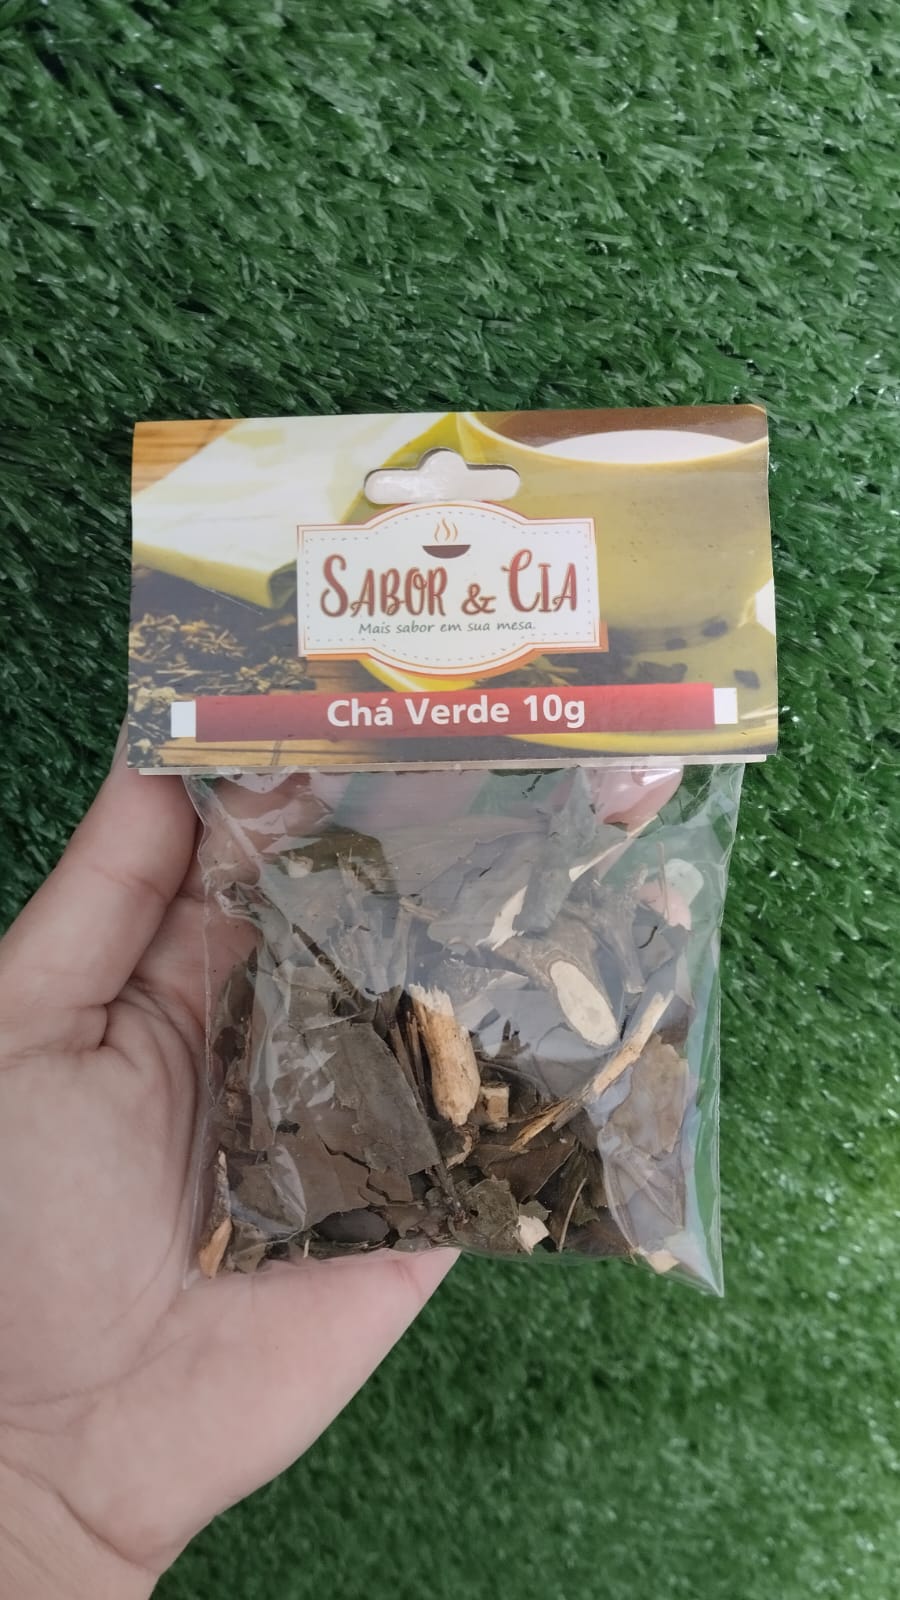 SABOR & CIA
Mais sabor em sua mesa.
Chá Verde 10g